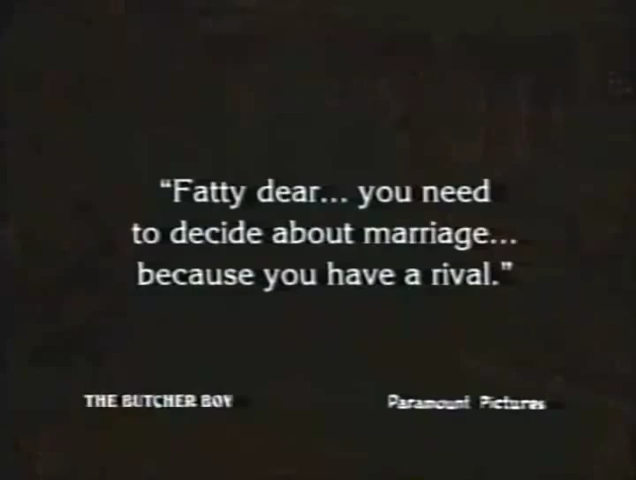 "Fatty dear... you need
to decide about marriage...
because you have a rival."
THE BUTCHER BOY Paramount Pictures